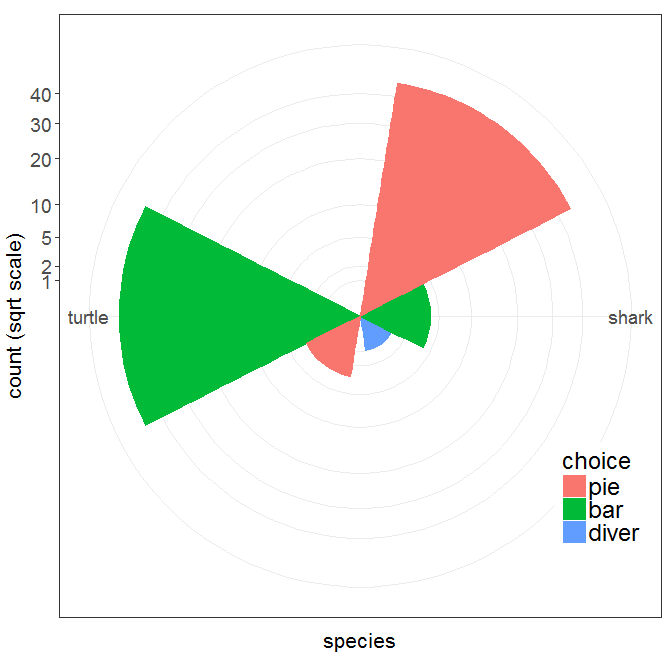 count (sqrt scale)
40
30
20
10
5
2
1
turtle
shark
choice
pie
bar
diver
species